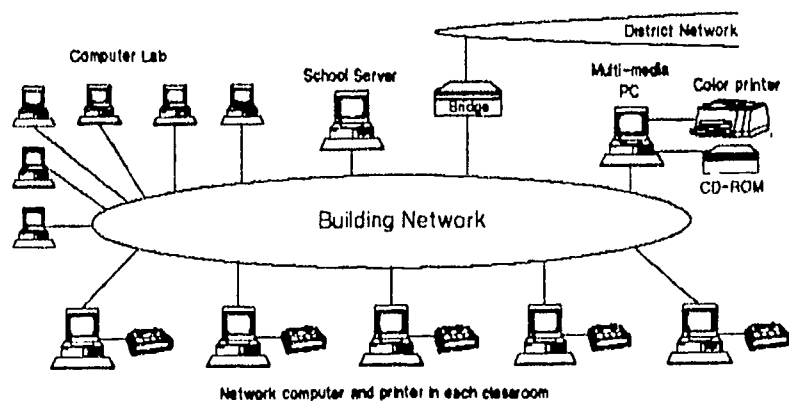 District Network
Computer Lab
School Server
Bridge
Multi-media
PC
Color printer
CD-ROM
Building Network
Network computer and printer in each classroom